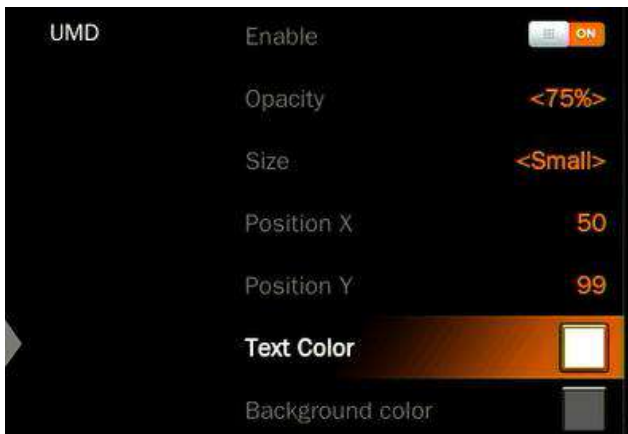 UMD Enable ON
Opacity <75%>
Size <Small>
Position X 50
Position Y 99
Text Color
Background color